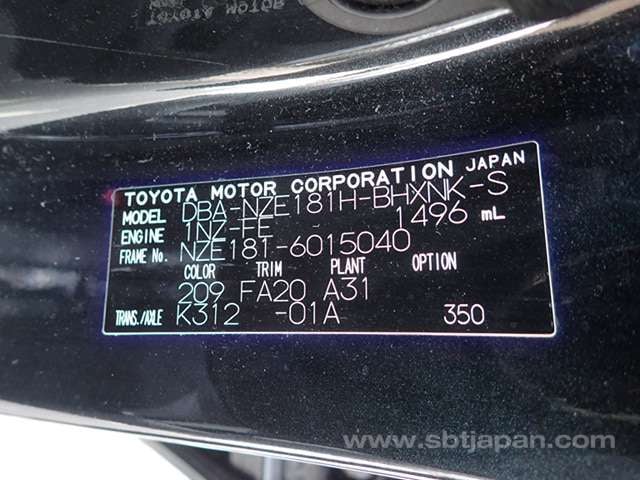 TOYOTA MOTOR CORPORATION JAPAN
MODEL DBA-NZE181H-BHXNK-S
ENGINE 1NZ-FE 1496 mL
FRAME No. NZE181-6015040
COLOR TRIM PLANT OPTION
209 FA20 A31
TRANS./AXLE K312 -01A 350
www.sbtjapan.com